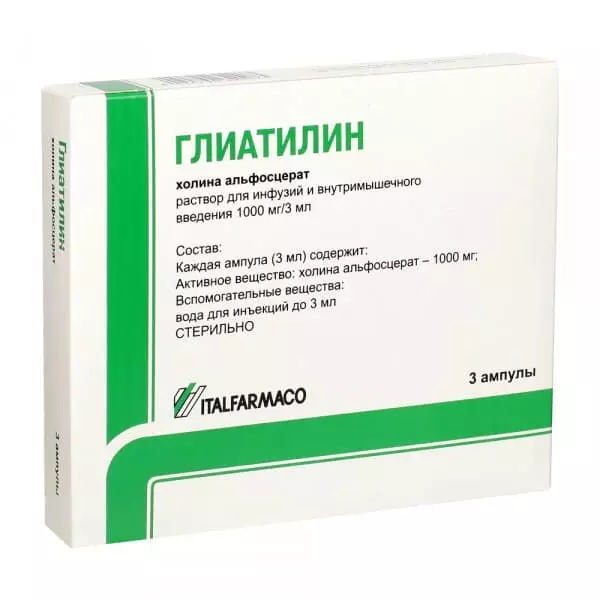 ГЛИАТИЛИН
холина альфосцерат
раствор для инфузий и внутримышечного
введения 1000 мг/3 мл
Состав:
Каждая ампула (3 мл) содержит:
Активное вещество: холина альфосцерат – 1000 мг;
Вспомогательные вещества:
вода для инъекций до 3 мл
СТЕРИЛЬНО
3 ампулы
ITALFARMACO
Глиатилин
холина альфосцерат
3 ампулы